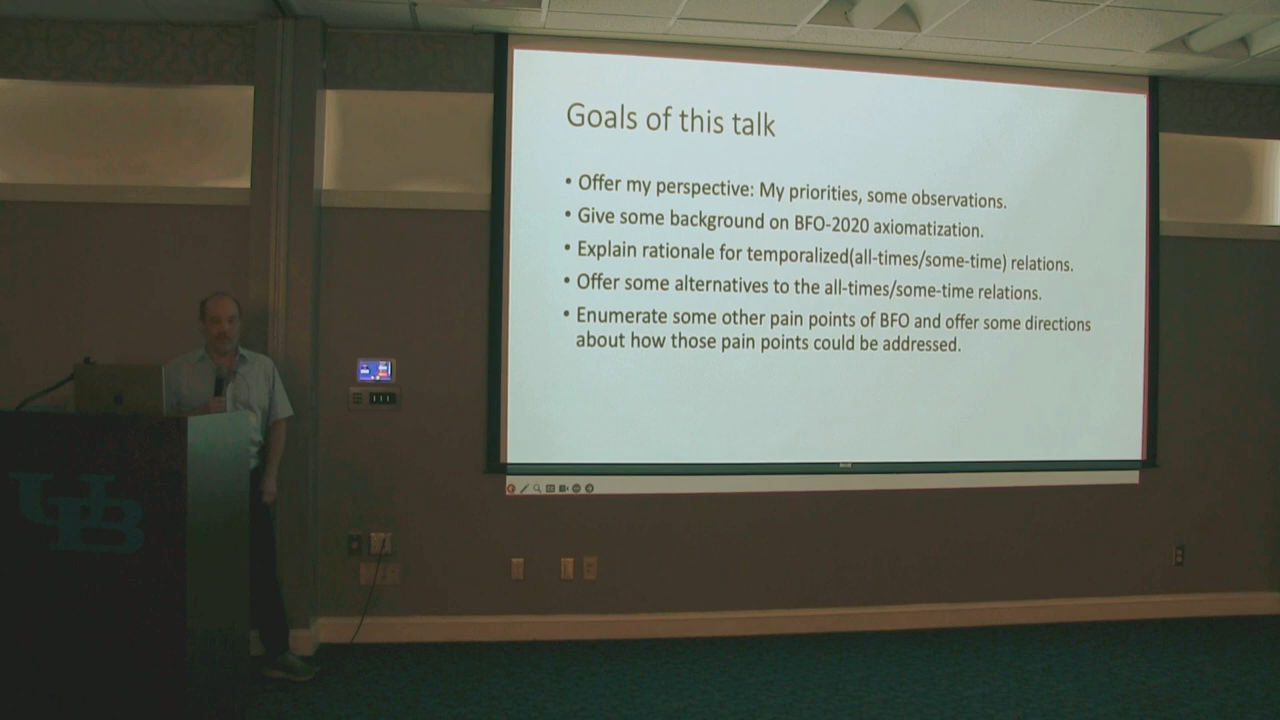 Goals of this talk
• Offer my perspective: My priorities, some observations.
• Give some background on BFO-2020 axiomatization.
• Explain rationale for temporalized(all-times/some-time) relations.
• Offer some alternatives to the all-times/some-time relations.
• Enumerate some other pain points of BFO and offer some directions
about how those pain points could be addressed.
UB